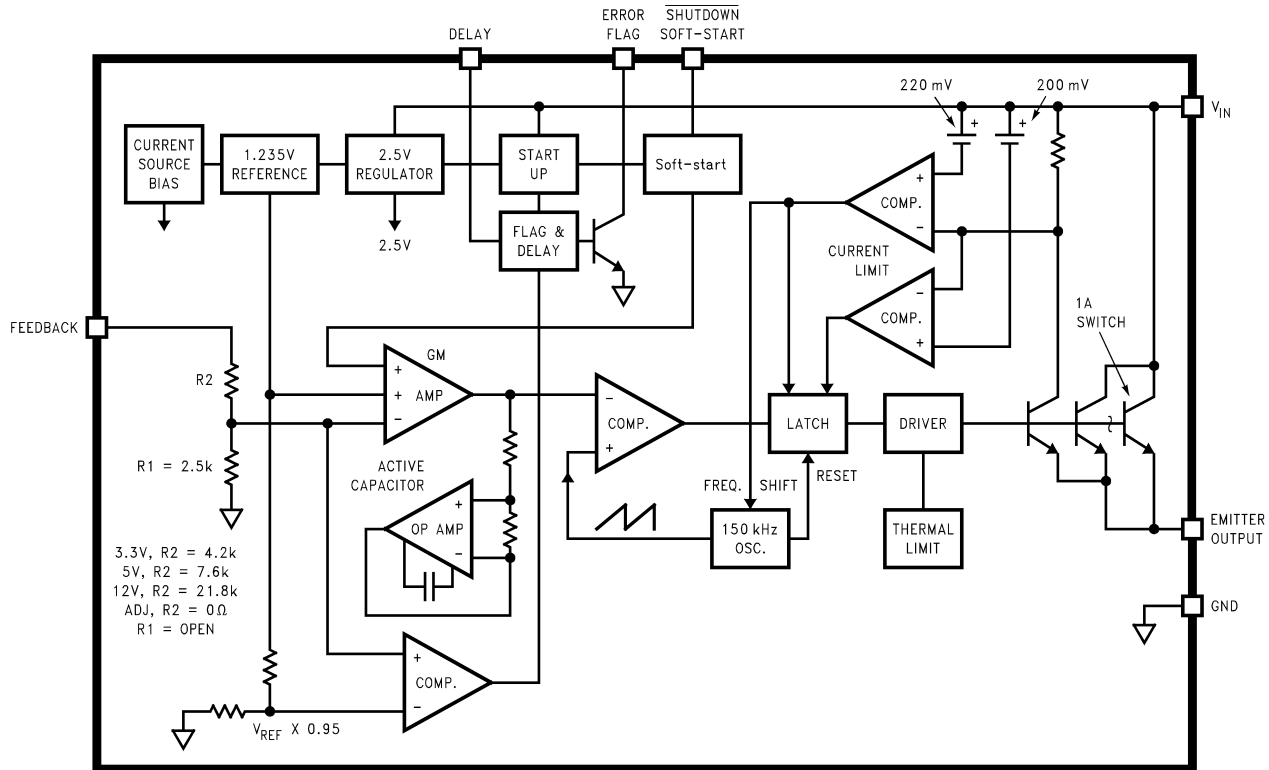 ERROR
FLAG
SHUTDOWN
SOFT-START
DELAY
220 mV
200 mV
VIN
CURRENT
SOURCE
BIAS
1.235V
REFERENCE
2.5V
REGULATOR
START
UP
Soft-start
2.5V
FLAG &
DELAY
+
+
+
COMP.
-
CURRENT
LIMIT
-
COMP.
+
1A
SWITCH
FEEDBACK
R2
R1 = 2.5k
GM
+
+ AMP
-
-
COMP.
+
LATCH
DRIVER
RESET
FREQ. SHIFT
150 kHz
OSC.
THERMAL
LIMIT
EMITTER
OUTPUT
GND
ACTIVE
CAPACITOR
+
OP AMP
-
3.3V, R2 = 4.2k
5V, R2 = 7.6k
12V, R2 = 21.8k
ADJ, R2 = 0Ω
R1 = OPEN
+
COMP.
-
VREF X 0.95